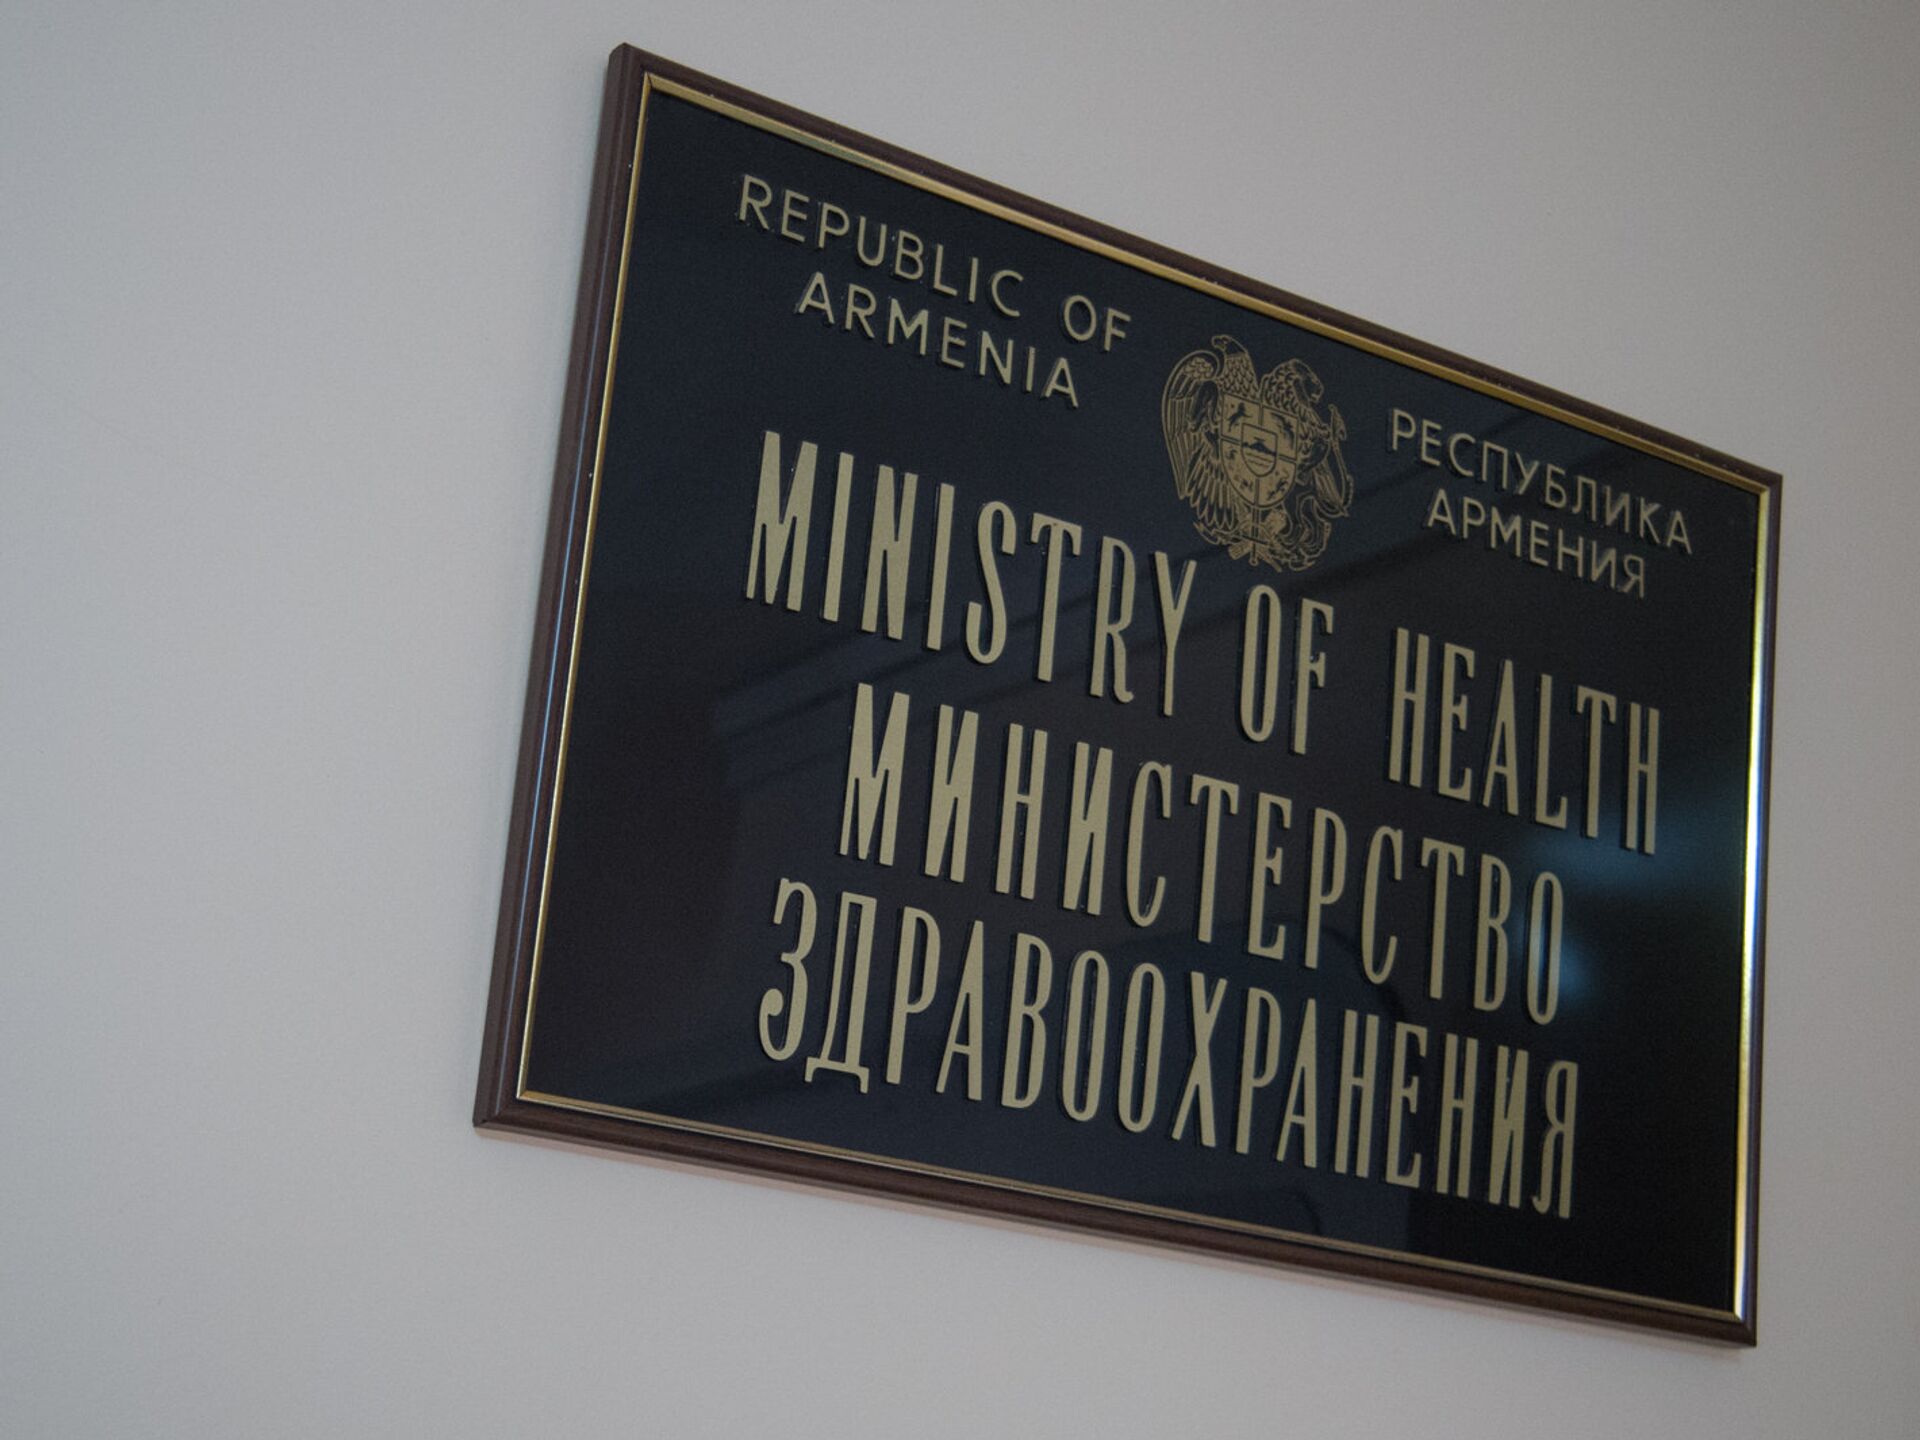 REPUBLIC OF
ARMENIA
РЕСПУБЛИКА
АРМЕНИЯ
MINISTRY OF HEALTH
МИНИСТЕРСТВО
ЗДРАВООХРАНЕНИЯ